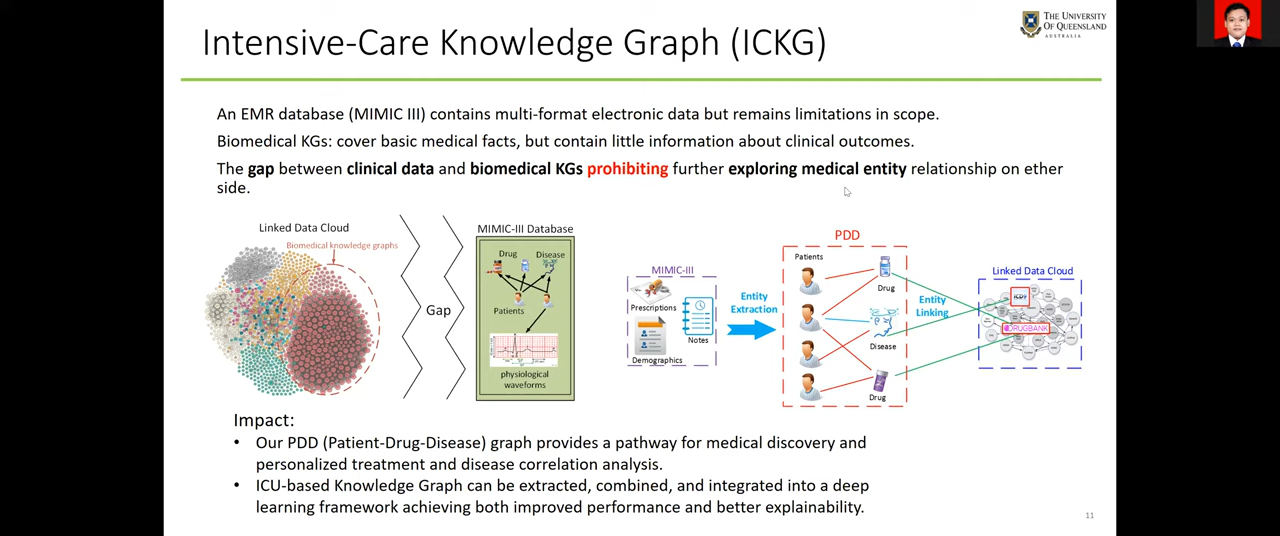 Intensive-Care Knowledge Graph (ICKG)
THE UNIVERSITY
OF QUEENSLAND
AUSTRALIA
An EMR database (MIMIC III) contains multi-format electronic data but remains limitations in scope.
Biomedical KGs: cover basic medical facts, but contain little information about clinical outcomes.
The gap between clinical data and biomedical KGs prohibiting further exploring medical entity relationship on ether
side.
Linked Data Cloud
Biomedical knowledge graphs
Gap
MIMIC-III Database
Drug
Disease
Patients
physiological
waveforms
MIMIC-III
Prescriptions
Notes
Demographics
Entity
Extraction
PDD
Patients
Drug
Disease
Drug
Entity
Linking
Linked Data Cloud
DRUGBANK
Impact:
• Our PDD (Patient-Drug-Disease) graph provides a pathway for medical discovery and
personalized treatment and disease correlation analysis.
• ICU-based Knowledge Graph can be extracted, combined, and integrated into a deep
learning framework achieving both improved performance and better explainability.
11